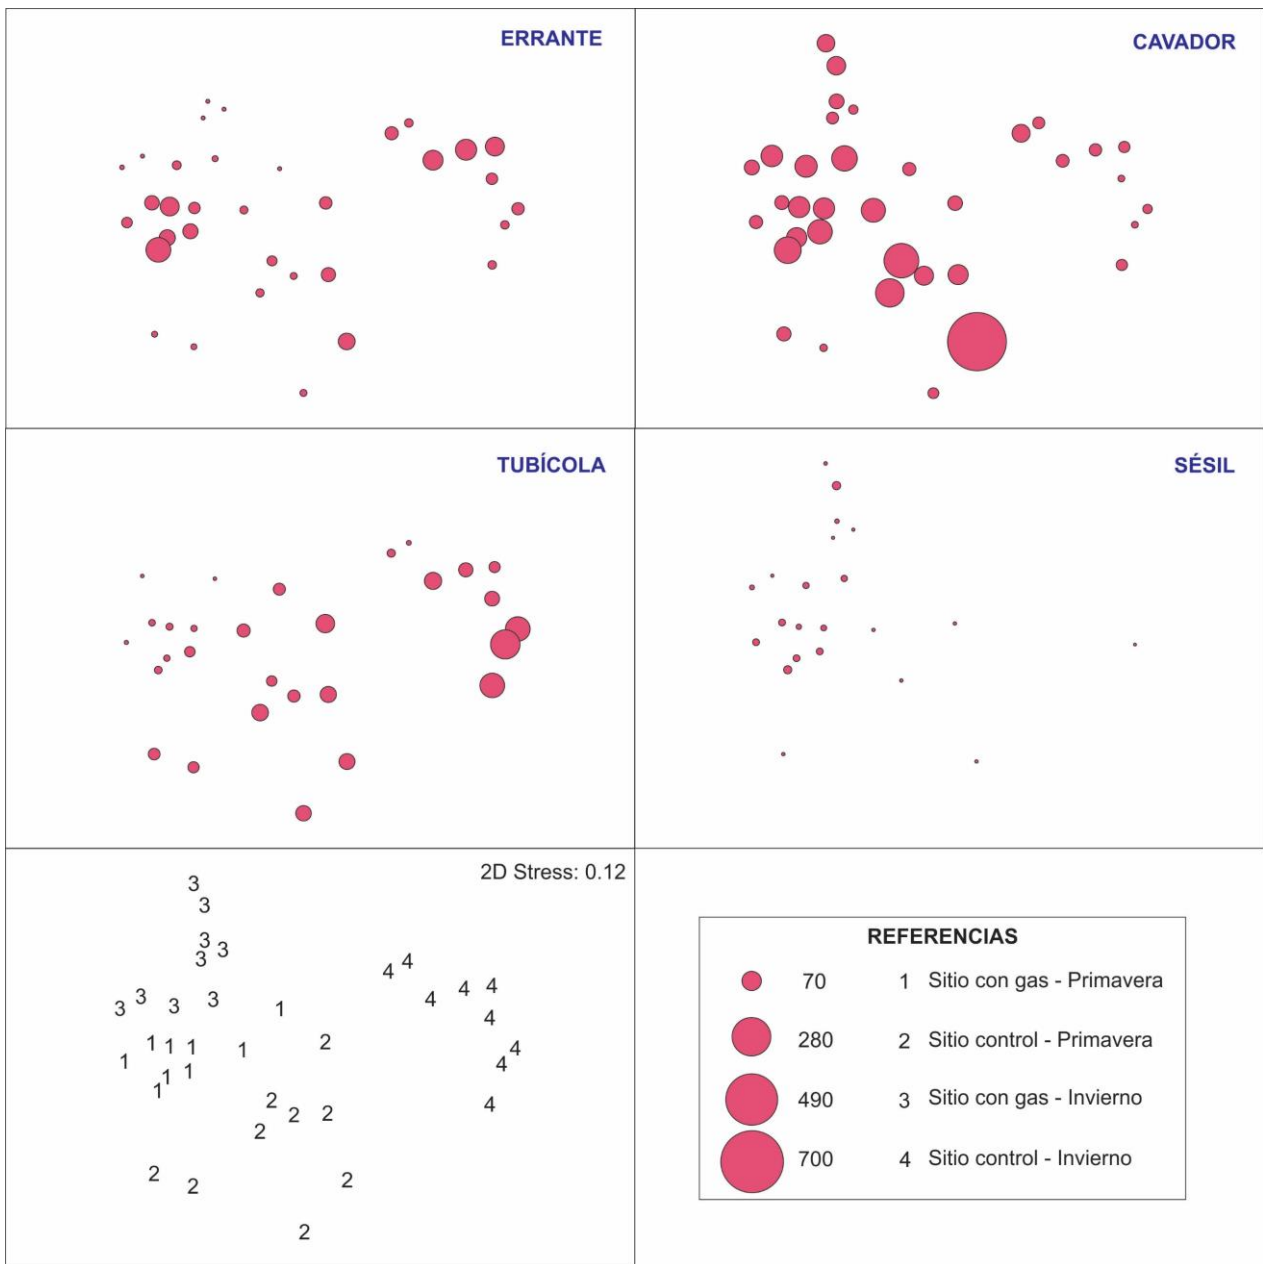 ERRANTE
CAVADOR
TUBÍCOLA
SÉSIL
2D Stress: 0.12
3
3
3
3
3
3 3 3 3
1
1 1 1 1
1 1 1
1
2
2 2 2
2
2 2 2
2
4 4
4 4 4
4
4
4
4
REFERENCIAS
70 1 Sitio con gas - Primavera
280 2 Sitio control - Primavera
490 3 Sitio con gas - Invierno
700 4 Sitio control - Invierno